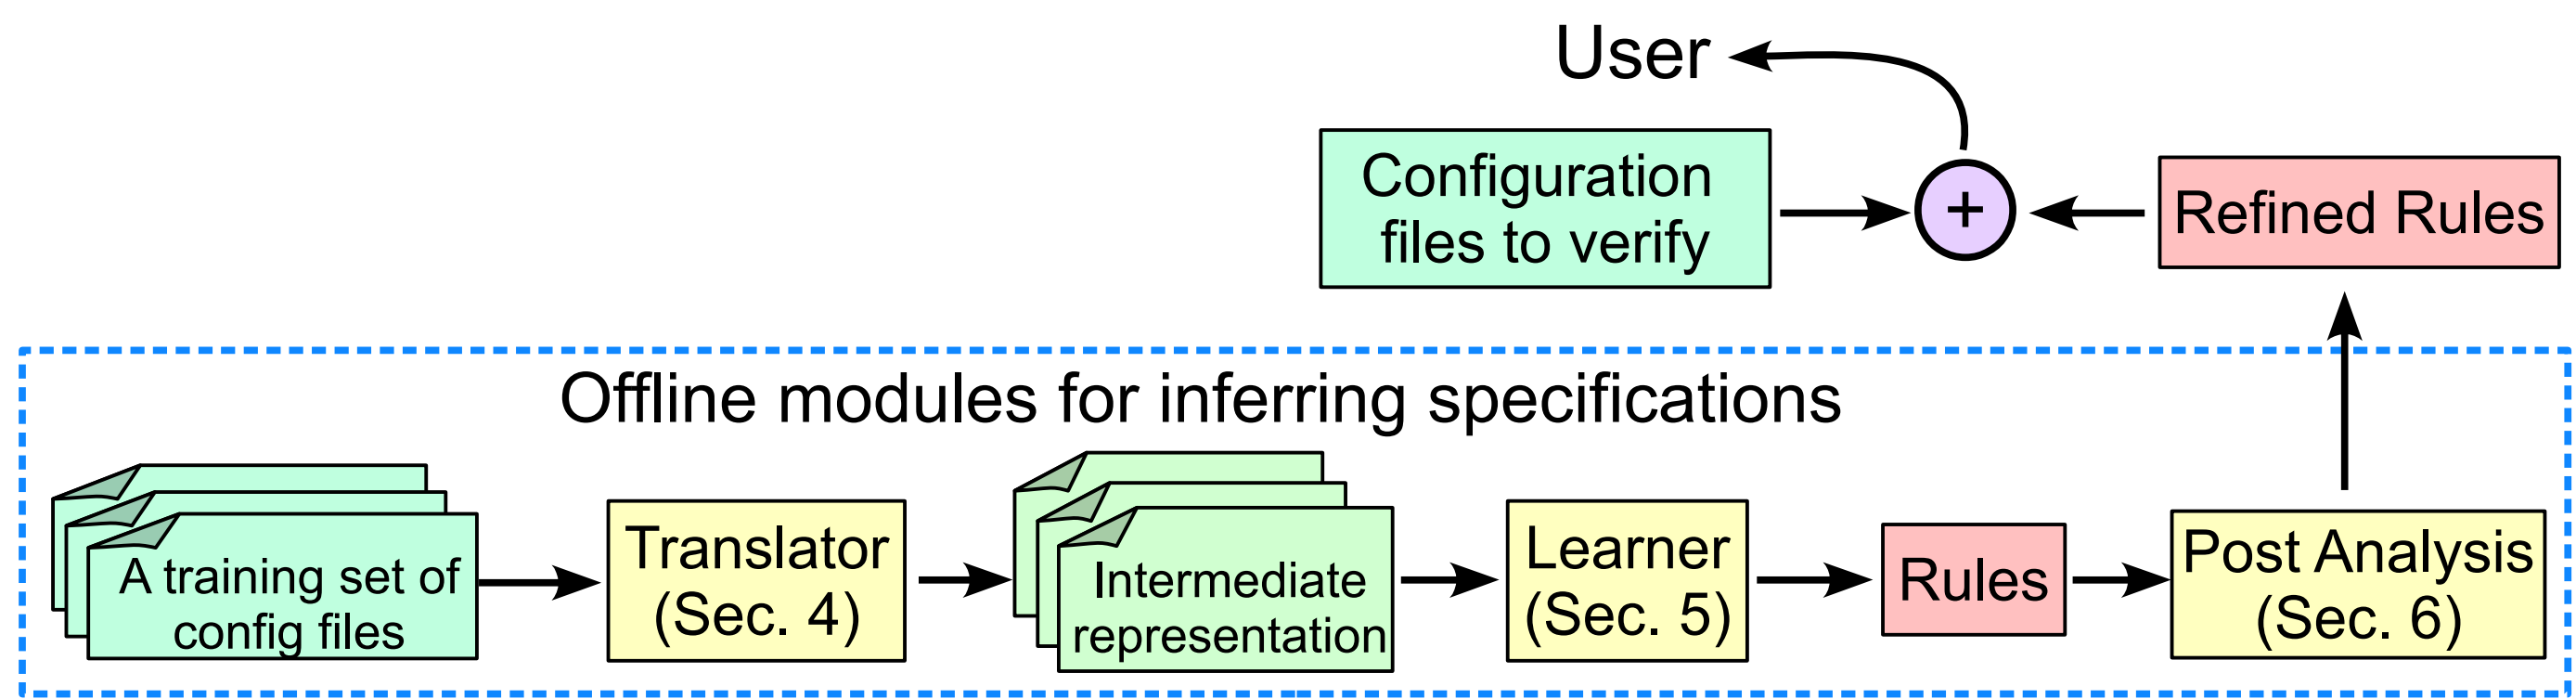 User
Configuration
files to verify
+
Refined Rules
Offline modules for inferring specifications
A training set of
config files
Translator
(Sec. 4)
Intermediate
representation
Learner
(Sec. 5)
Rules
Post Analysis
(Sec. 6)